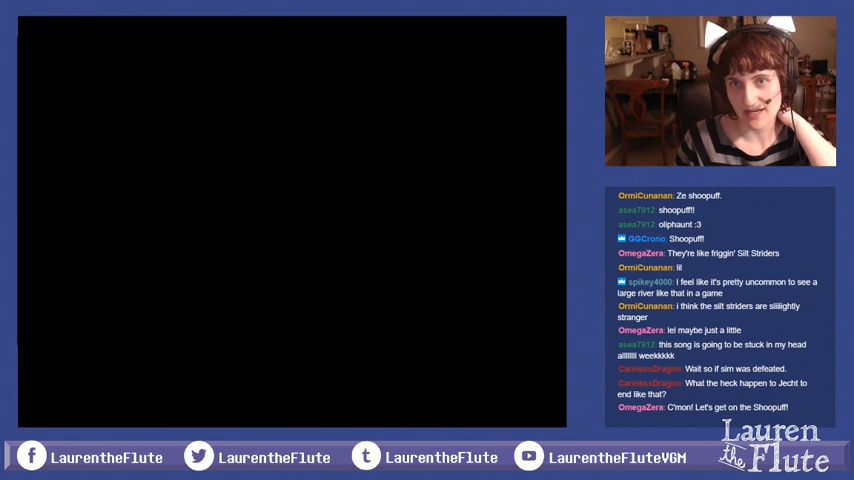 OrmiCunanan: Ze shoopuff.
asea7912: shoopuff!!
asea7912: oliphaunt :3
GGCrono: Shoopuff!
OmegaZera: They're like friggin' Silt Striders
OrmiCunanan: lil
spikey4000: I feel like it's pretty uncommon to see a
large river like that in a game
OrmiCunanan: i think the silt striders are sliiiightly
stranger
OmegaZera: lel maybe just a little
asea7912: this song is going to be stuck in my head
allllllll weekkkkk
CarelessDragon: Wait so if sim was defeated.
CarelessDragon: What the heck happen to Jecht to
end like that?
OmegaZera: C'mon! Let's get on the Shoopuff!
Lauren
the Flute
LaurentheFlute
LaurentheFlute
LaurentheFlute
LaurentheFluteVGM